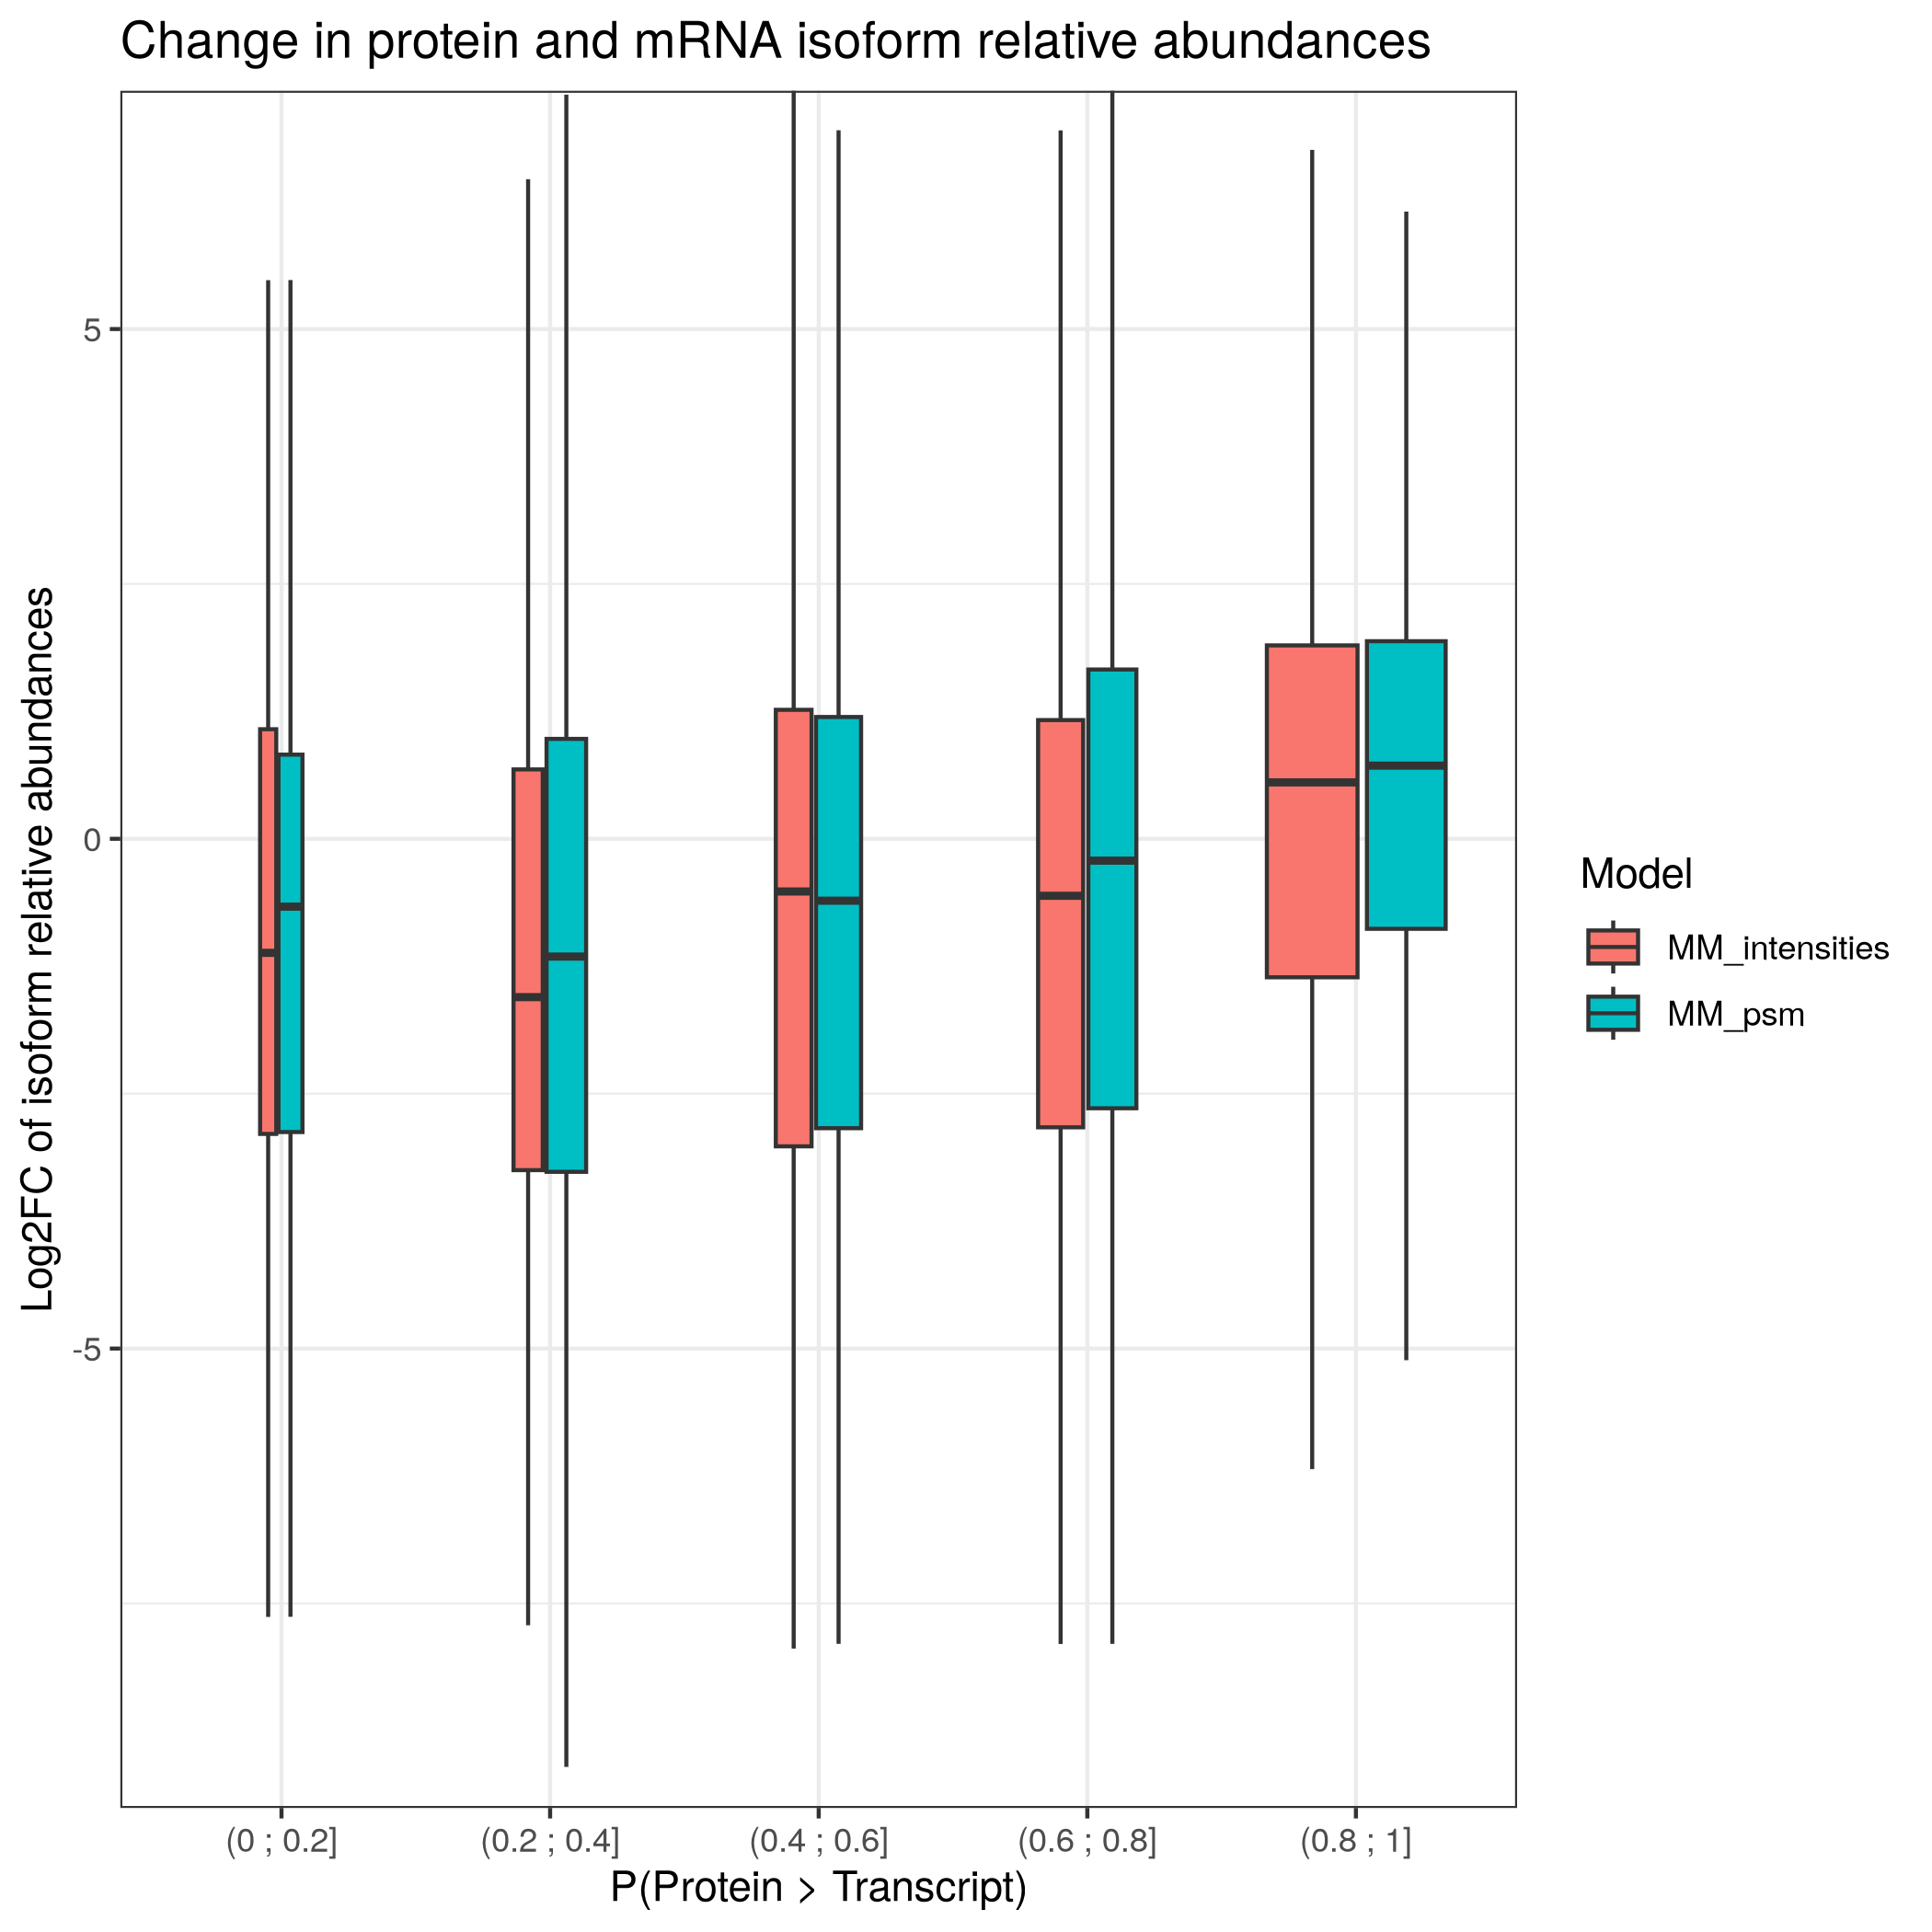 Change in protein and mRNA isoform relative abundances
Log2FC of isoform relative abundances
5
0
-5
(0 ; 0.2]
(0.2 ; 0.4]
(0.4 ; 0.6]
(0.6 ; 0.8]
(0.8 ; 1]
P(Protein > Transcript)
Model
MM_intensities
MM_psm